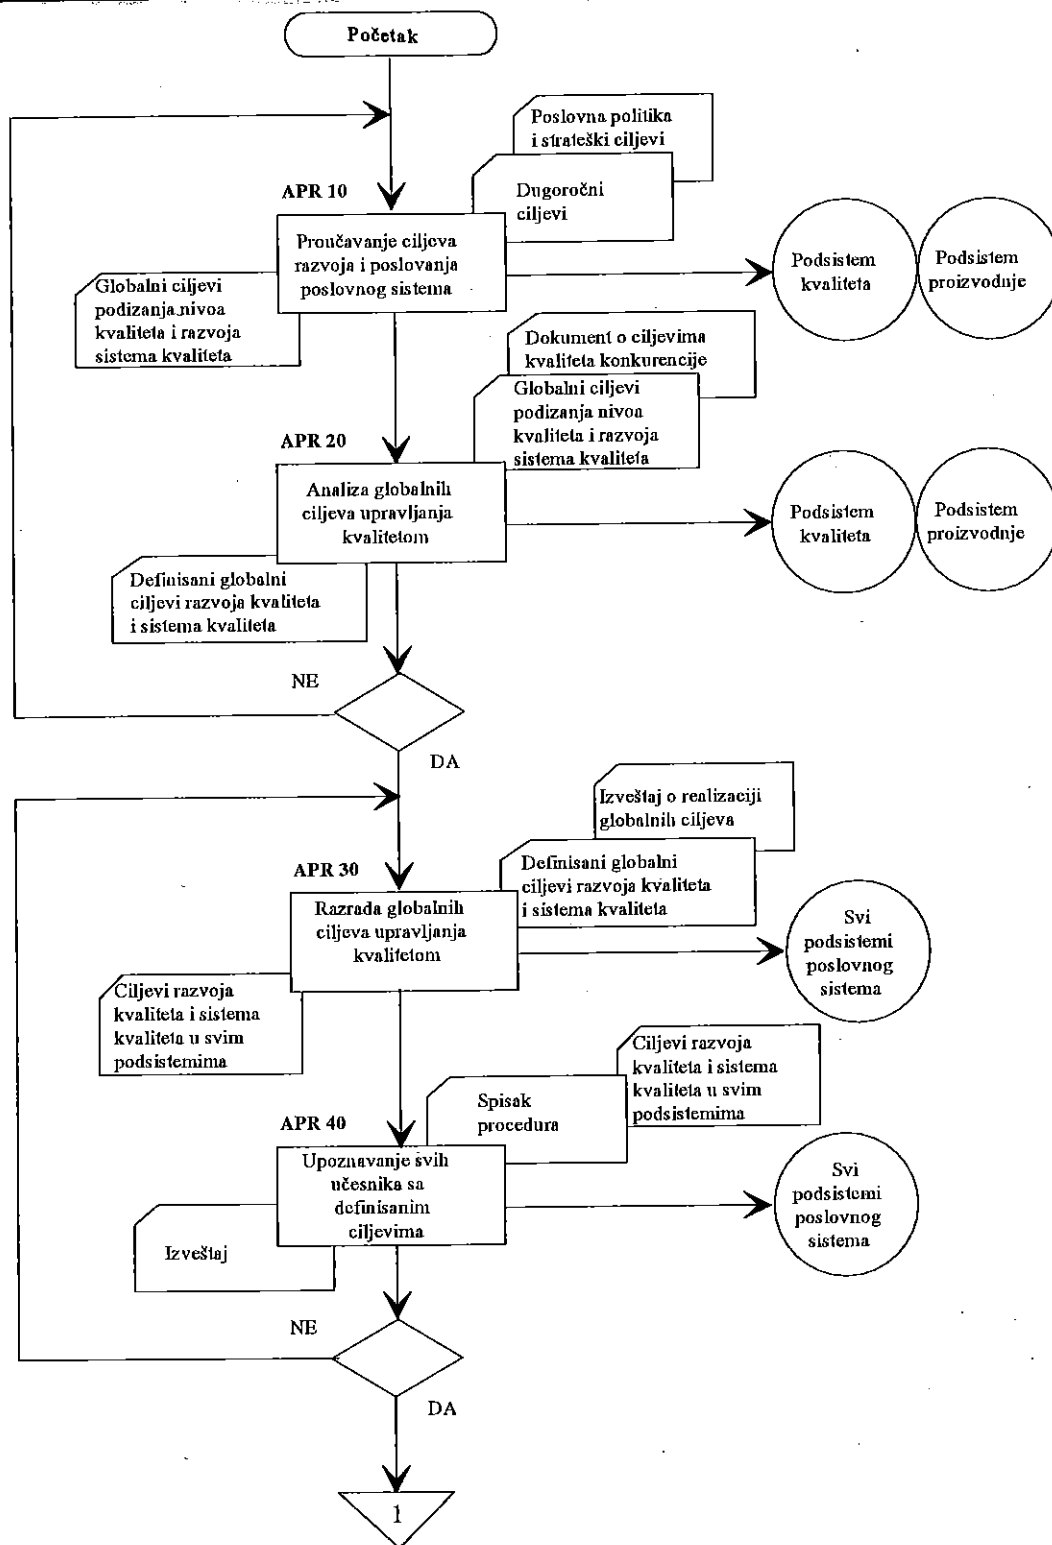 Početak
Poslovna politika
i strateški ciljevi
APR 10
Dugoročni
ciljevi
Proučavanje ciljeva
razvoja i poslovanja
poslovnog sistema
Podsistem
kvaliteta
Podsistem
proizvodnje
Globalni ciljevi
podizanja nivoa
kvaliteta i razvoja
sistema kvaliteta
Dokument o ciljevima
kvaliteta konkurencije
Globalni ciljevi
podizanja nivoa
kvaliteta i razvoja
sistema kvaliteta
APR 20
Analiza globalnih
ciljeva upravljanja
kvalitetom
Podsistem
kvaliteta
Podsistem
proizvodnje
Definisani globalni
ciljevi razvoja kvaliteta
i sistema kvaliteta
NE
DA
Izveštaj o realizaciji
globalnih ciljeva
APR 30
Definisani globalni
ciljevi razvoja kvaliteta
i sistema kvaliteta
Razrada globalnih
ciljeva upravljanja
kvalitetom
Svi
podsistemi
poslovnog
sistema
Ciljevi razvoja
kvaliteta i sistema
kvaliteta u svim
podsistemima
Ciljevi razvoja
kvaliteta i sistema
kvaliteta u svim
podsistemima
Spisak
procedura
APR 40
Upoznavanje svih
učesnika sa
definisanim
ciljevima
Svi
podsistemi
poslovnog
sistema
Izveštaj
NE
DA
1